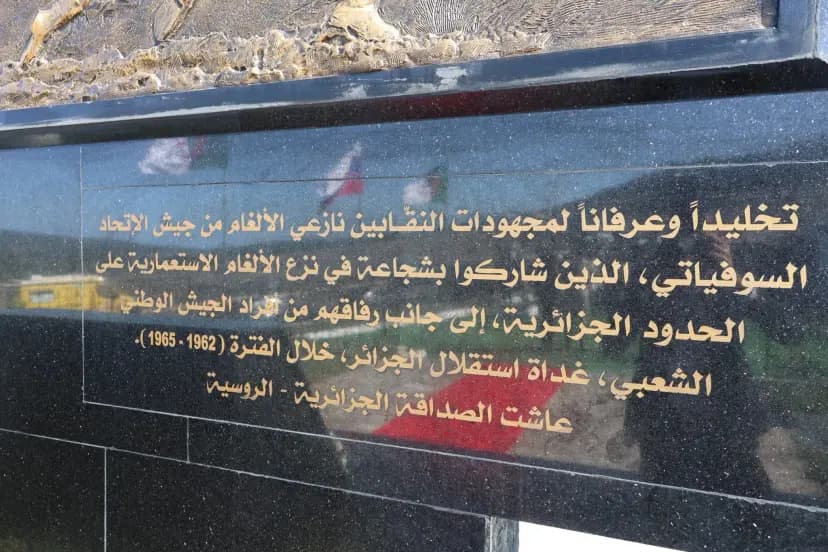 تخليداً وعرفاناً لمجهودات النقّابين نازعي الألغام من جيش الإتحاد
السوفياتي، الذين شاركوا بشجاعة في نزع الألغام الاستعمارية على
الحدود الجزائرية، إلى جانب رفاقهم من أفراد الجيش الوطني
الشعبي، غداة استقلال الجزائر، خلال الفترة (1962 - 1965).
عاشت الصداقة الجزائرية - الروسية